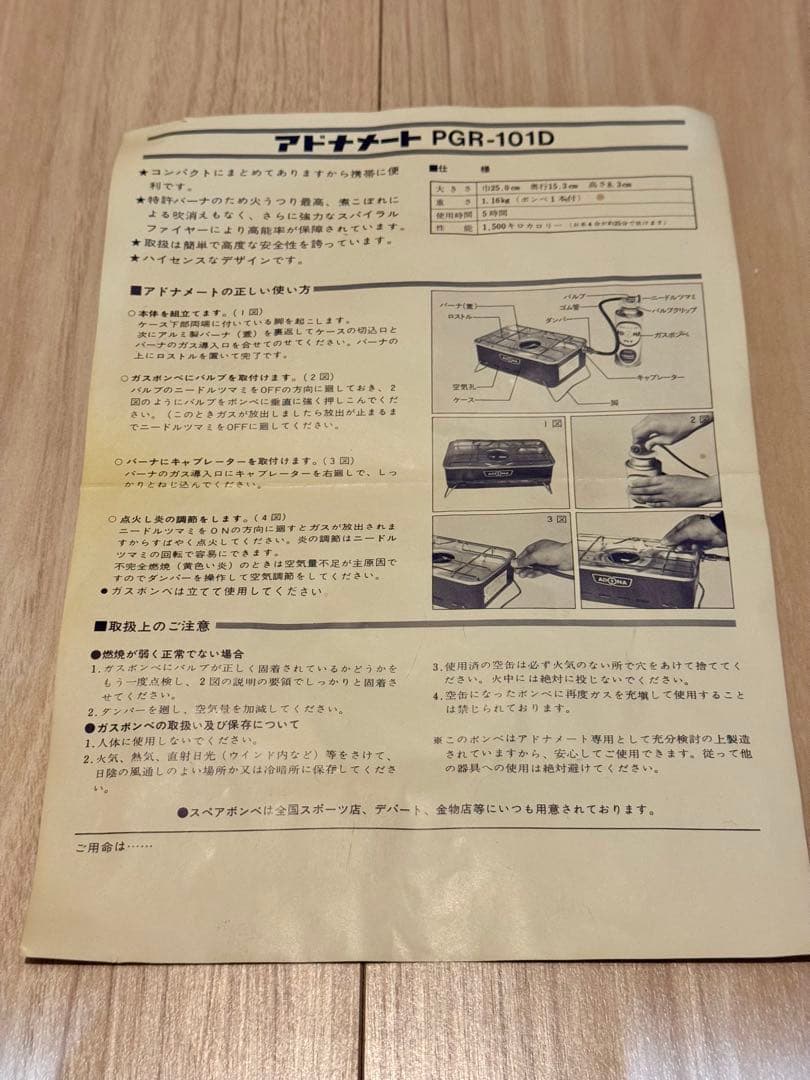 アドナメート PGR-101D
★コンパクトにまとめてありますから携帯に便
利です。
★特許バーナのため火うつり最高、煮こぼれに
よる吹消えもなく、さらに強力なスパイラル
ファイヤーにより高能率が保障されています。
★取扱は簡単で高度な安全性を誇っています。
★ハイセンスなデザインです。
■仕 様
大きさ 巾25.0cm 奥行15.3cm 高さ8.3cm
重さ 1.16kg (ボンベ1本付)
使用時間 5時間
性能 1,500キロカロリー
■アドナメートの正しい使い方
○本体を組立てます。(1図)
ケース下部両端に付いている脚を起こします。
次にアルミ製バーナ(蓋)を裏返してケースの切込口と
バーナのガス導入口を合せてのせてください。バーナの
上にロストルを置いて完了です。
○ガスボンベにバルブを取付けます。(2図)
バルブのニードルツマミをOFFの方向に廻しておき、2
図のようにバルブをボンベに垂直に強く押しこんでくだ
さい。(このときガスが放出しましたら放出が止まるま
でニードルツマミをOFFに廻してください。
○バーナにキャブレターを取付けます。(3図)
バーナのガス導入口にキャブレターを右廻しで、しっ
かりとねじ込んでください。
○点火し炎の調節をします。(4図)
ニードルツマミをONの方向に廻すとガスが放出されま
すからすばやく点火してください。炎の調節はニードル
ツマミの回転で容易にできます。
不完全燃焼(黄色い炎)のときは空気量不足が主原因で
すのでダンパーを操作して空気調節をしてください。
●ガスボンベは立てて使用してください。
バルブ
ニードルツマミ
バーナ(蓋)
ゴム管
バルブクリップ
ロストル
ダンパー
ガスボンベ
空気孔
キャブレーター
ケース
脚
1図
2図
3図
ADONA
■取扱上のご注意
●燃焼が弱く正常でない場合
1.ガスボンベにバルブが正しく固着されているかどうかを
もう一度点検し、2図の説明の要領でしっかりと固着さ
せてください。
2.ダンパーを廻し、空気量を加減してください。
●ガスボンベの取扱い及び保存について
1.人体に使用しないでください。
2.火気、熱気、直射日光(ウインド内など)等をさけて、
日陰の風通しのよい場所か又は冷暗所に保存してくださ
い。
3.使用済の空缶は必ず火気のない所で穴をあけて捨ててく
ださい。火中には絶対に投じないでください。
4.空缶になったボンベに再度ガスを充塡して使用すること
は禁じられております。
※このボンベはアドナメート専用として充分検討の上製造
されていますから、安心してご使用できます。従って他
の器具への使用は絶対避けてください。
●スペアボンベは全国スポーツ店、デパート、金物店等にいつも用意されております。
ご用命は……